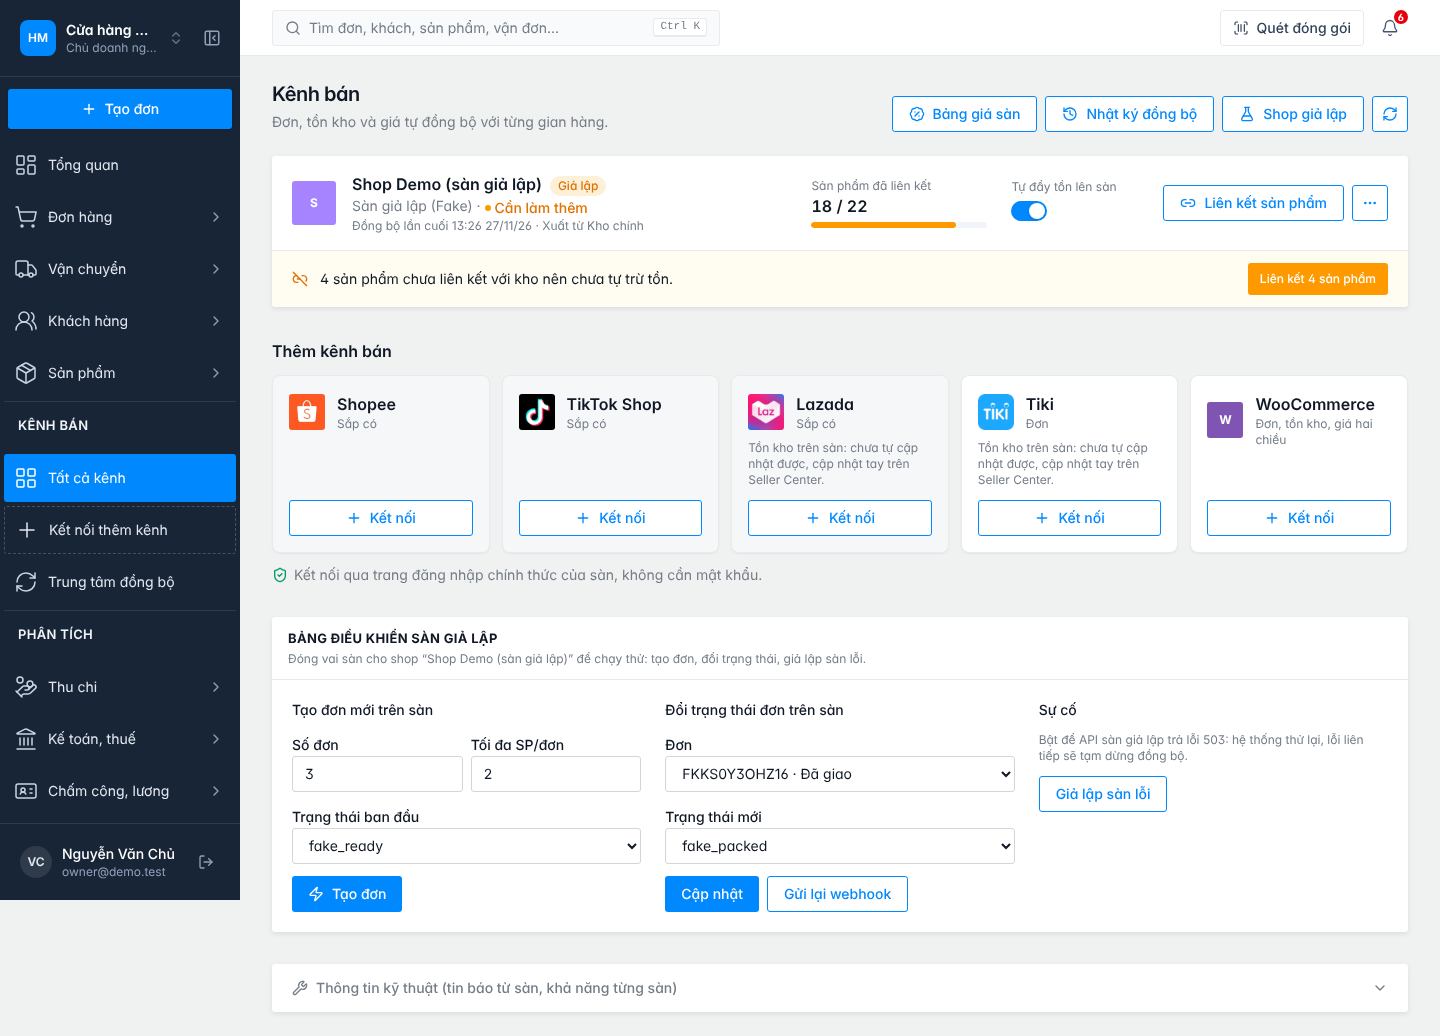 HM
Cửa hàng ...
Chủ doanh ng...
Tìm đơn, khách, sản phẩm, vận đơn...
Ctrl K
Quét đóng gói
6
Tạo đơn
Tổng quan
Đơn hàng
Vận chuyển
Khách hàng
Sản phẩm
KÊNH BÁN
Tất cả kênh
Kết nối thêm kênh
Trung tâm đồng bộ
PHÂN TÍCH
Thu chi
Kế toán, thuế
Chấm công, lương
VC
Nguyễn Văn Chủ
owner@demo.test
Kênh bán
Đơn, tồn kho và giá tự đồng bộ với từng gian hàng.
Bảng giá sàn
Nhật ký đồng bộ
Shop giả lập
S
Shop Demo (sàn giả lập)
Giả lập
Sàn giả lập (Fake) · Cần làm thêm
Đồng bộ lần cuối 13:26 27/11/26 · Xuất từ Kho chính
Sản phẩm đã liên kết
18 / 22
Tự đẩy tồn lên sàn
Liên kết sản phẩm
4 sản phẩm chưa liên kết với kho nên chưa tự trừ tồn.
Liên kết 4 sản phẩm
Thêm kênh bán
Shopee
Sắp có
Kết nối
TikTok Shop
Sắp có
Kết nối
Laz
Lazada
Sắp có
Tồn kho trên sàn: chưa tự cập
nhật được, cập nhật tay trên
Seller Center.
Kết nối
TIKI
Tiki
Đơn
Tồn kho trên sàn: chưa tự cập
nhật được, cập nhật tay trên
Seller Center.
Kết nối
W
WooCommerce
Đơn, tồn kho, giá hai
chiều
Kết nối
Kết nối qua trang đăng nhập chính thức của sàn, không cần mật khẩu.
BẢNG ĐIỀU KHIỂN SÀN GIẢ LẬP
Đóng vai sàn cho shop “Shop Demo (sàn giả lập)” để chạy thử: tạo đơn, đổi trạng thái, giả lập sàn lỗi.
Tạo đơn mới trên sàn
Số đơn
Tối đa SP/đơn
3
2
Trạng thái ban đầu
fake_ready
Tạo đơn
Đổi trạng thái đơn trên sàn
Đơn
FKKS0Y3OHZ16 · Đã giao
Trạng thái mới
fake_packed
Cập nhật
Gửi lại webhook
Sự cố
Bật để API sàn giả lập trả lỗi 503: hệ thống thử lại, lỗi liên
tiếp sẽ tạm dừng đồng bộ.
Giả lập sàn lỗi
Thông tin kỹ thuật (tin báo từ sàn, khả năng từng sàn)